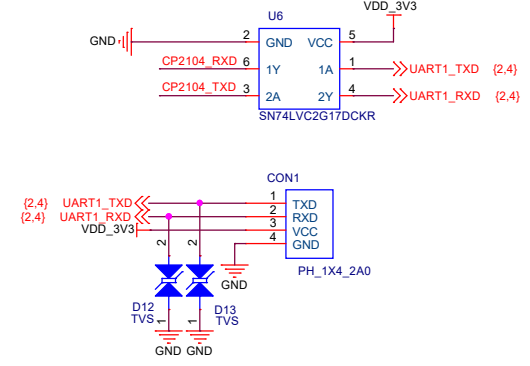 VDD_3V3
U6
GND 2 GND VCC 5
CP2104_RXD 6 1Y 1A 1 UART1_TXD {2,4}
CP2104_TXD 3 2A 2Y 4 UART1_RXD {2,4}
SN74LVC2G17DCKR
CON1
{2,4} UART1_TXD 1 TXD
{2,4} UART1_RXD 2 RXD
VDD_3V3 3 VCC
4 GND
2 2
PH_1X4_2A0
GND
D12 D13
TVS TVS
1 1
GND GND